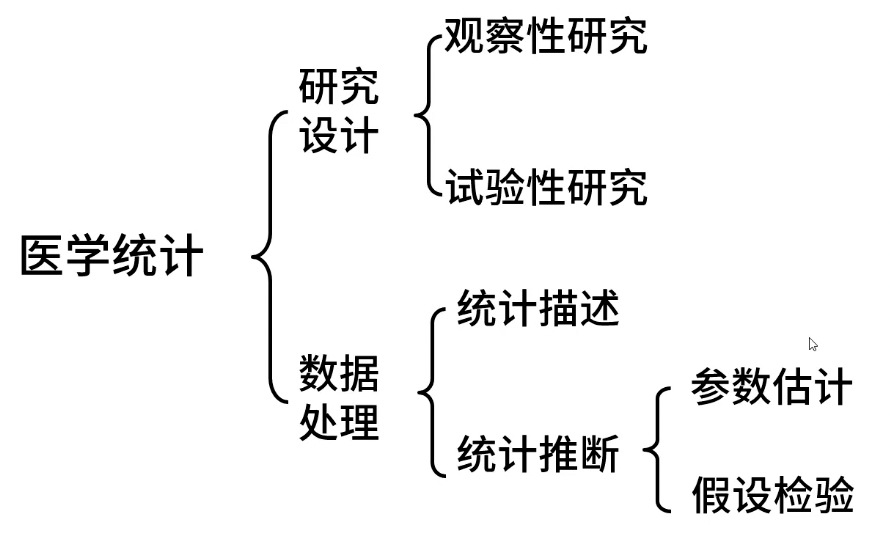 观察性研究
研究
设计
试验性研究
医学统计
统计描述
数据
处理
参数估计
统计推断
假设检验